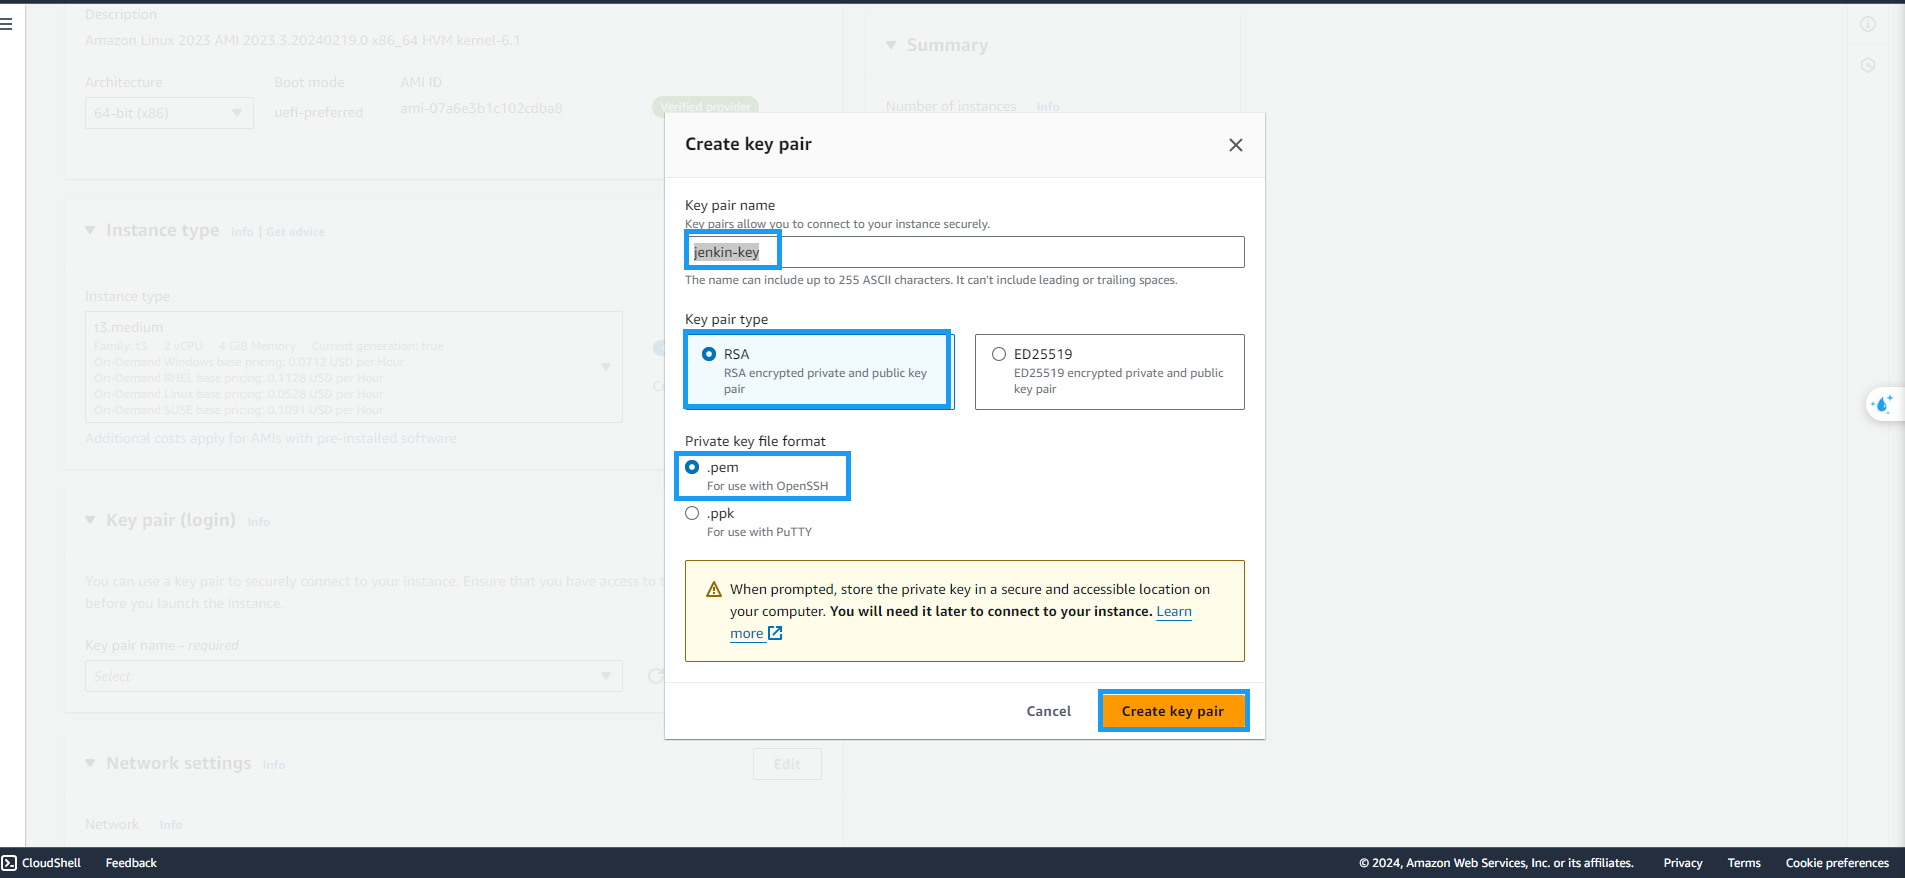 Description
Amazon Linux 2023 AMI 2023.3.20240219.0 x86_64 HVM kernel-6.1
Architecture
Boot mode
AMI ID
64-bit (x86)
uefi-preferred
ami-07a6e3b1c102cdba8
Verified provider
Instance type Info | Get advice
Instance type
t3.medium
Family: t3 2 vCPU 4 GiB Memory Current generation: true
On-Demand Windows base pricing: 0.0712 USD per Hour
On-Demand RHEL base pricing: 0.1128 USD per Hour
On-Demand Linux base pricing: 0.0528 USD per Hour
On-Demand SUSE base pricing: 0.1091 USD per Hour
Additional costs apply for AMIs with pre-installed software
Key pair (login) Info
You can use a key pair to securely connect to your instance. Ensure that you have access to
before you launch the instance.
Key pair name - required
Select
Network settings Info
Edit
Network Info
Summary
Number of instances Info
Create key pair
Key pair name
Key pairs allow you to connect to your instance securely.
jenkin-key
The name can include up to 255 ASCII characters. It can't include leading or trailing spaces.
Key pair type
RSA
RSA encrypted private and public key
pair
ED25519
ED25519 encrypted private and public
key pair
Private key file format
.pem
For use with OpenSSH
.ppk
For use with PuTTY
When prompted, store the private key in a secure and accessible location on
your computer. You will need it later to connect to your instance. Learn
more
Cancel
Create key pair
CloudShell Feedback
© 2024, Amazon Web Services, Inc. or its affiliates. Privacy Terms Cookie preferences